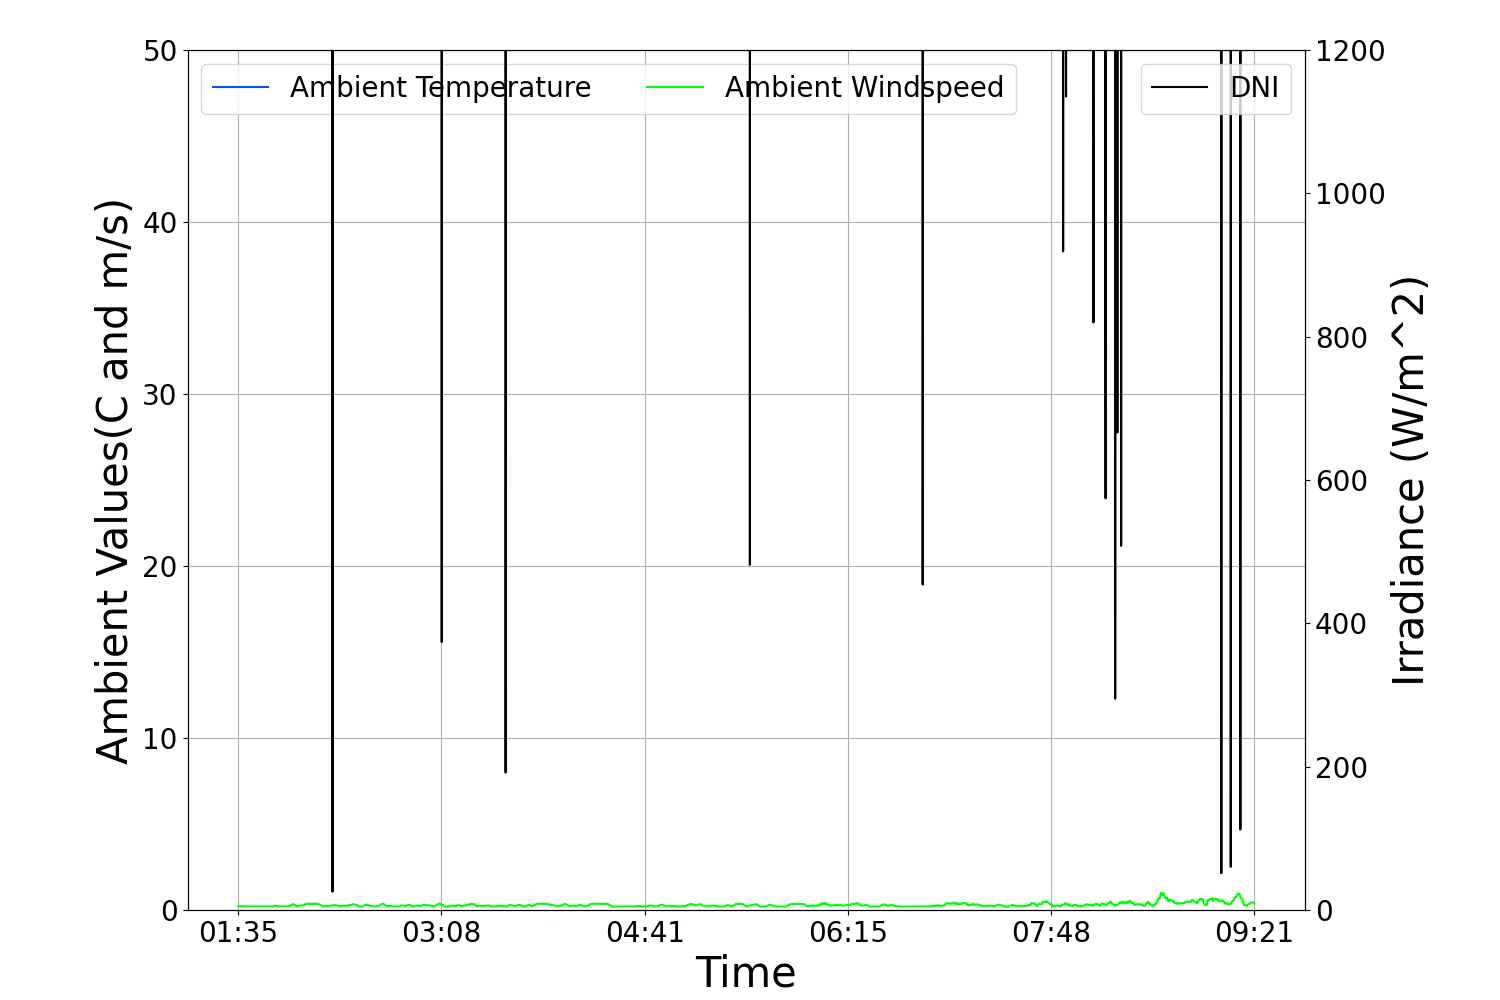 Ambient Temperature Ambient Windspeed DNI
Ambient Values(C and m/s)
50
40
30
20
10
0
1200
1000
800
600
400
200
0
Irradiance (W/m^2)
01:35 03:08 04:41 06:15 07:48 09:21
Time